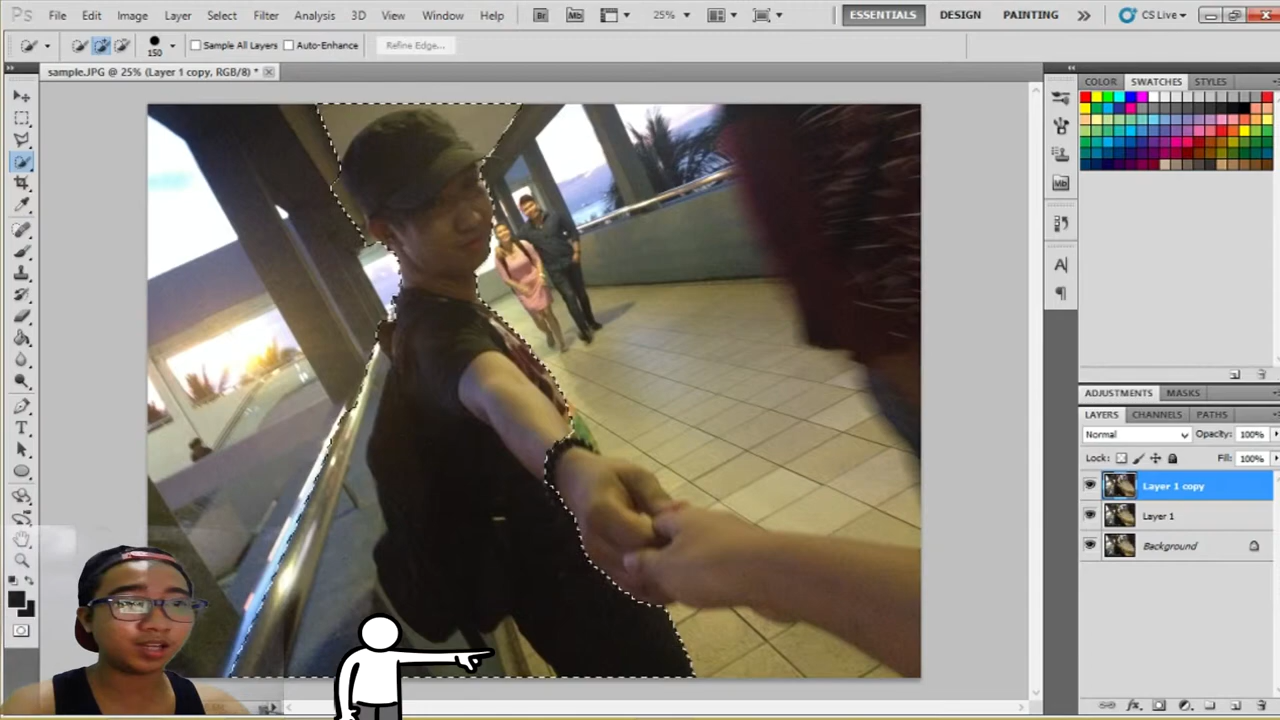 Ps File Edit Image Layer Select Filter Analysis 3D View Window Help Br Mb 25% ESSENTIALS DESIGN PAINTING CS Live
150 Sample All Layers Auto-Enhance Refine Edge...
sample.JPG @ 25% (Layer 1 copy, RGB/8) *
COLOR SWATCHES STYLES
Mb
ADJUSTMENTS MASKS
LAYERS CHANNELS PATHS
Normal Opacity: 100%
Lock: Fill: 100%
Layer 1 copy
Layer 1
Background